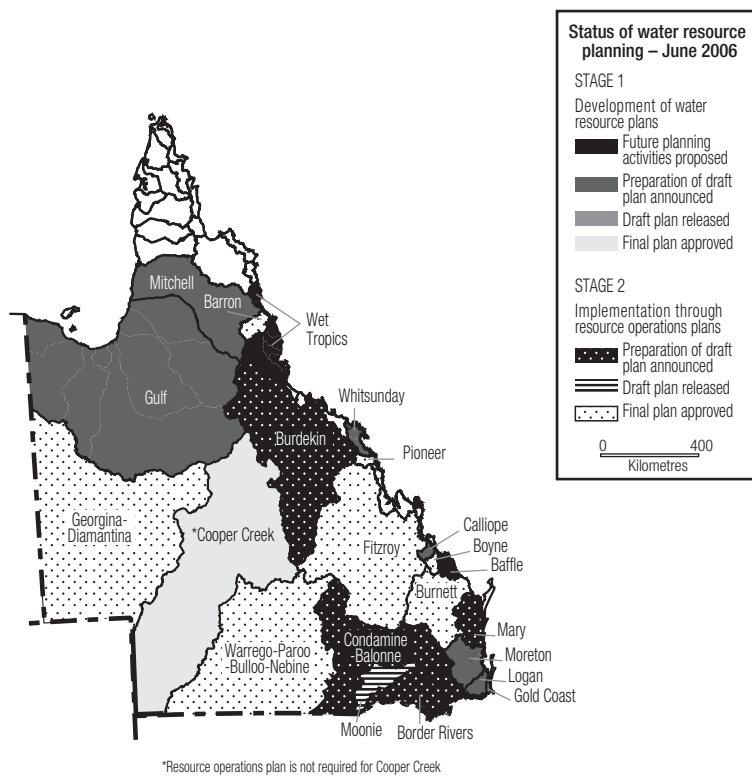 Status of water resource
planning – June 2006
STAGE 1
Development of water
resource plans
Future planning
activities proposed
Preparation of draft
plan announced
Draft plan released
Final plan approved
STAGE 2
Implementation through
resource operations plans
Preparation of draft
plan announced
Draft plan released
Final plan approved
0 400
Kilometres
Mitchell
Barron
Wet
Tropics
Gulf
Whitsunday
Burdekin
Pioneer
Georgina-
Diamantina
*Cooper Creek
Fitzroy
Calliope
Boyne
Baffle
Burnett
Mary
Warrego-Paroo
-Bulloo-Nebine
Condamine
-Balonne
Moreton
Logan
Gold Coast
Moonie
Border Rivers
*Resource operations plan is not required for Cooper Creek